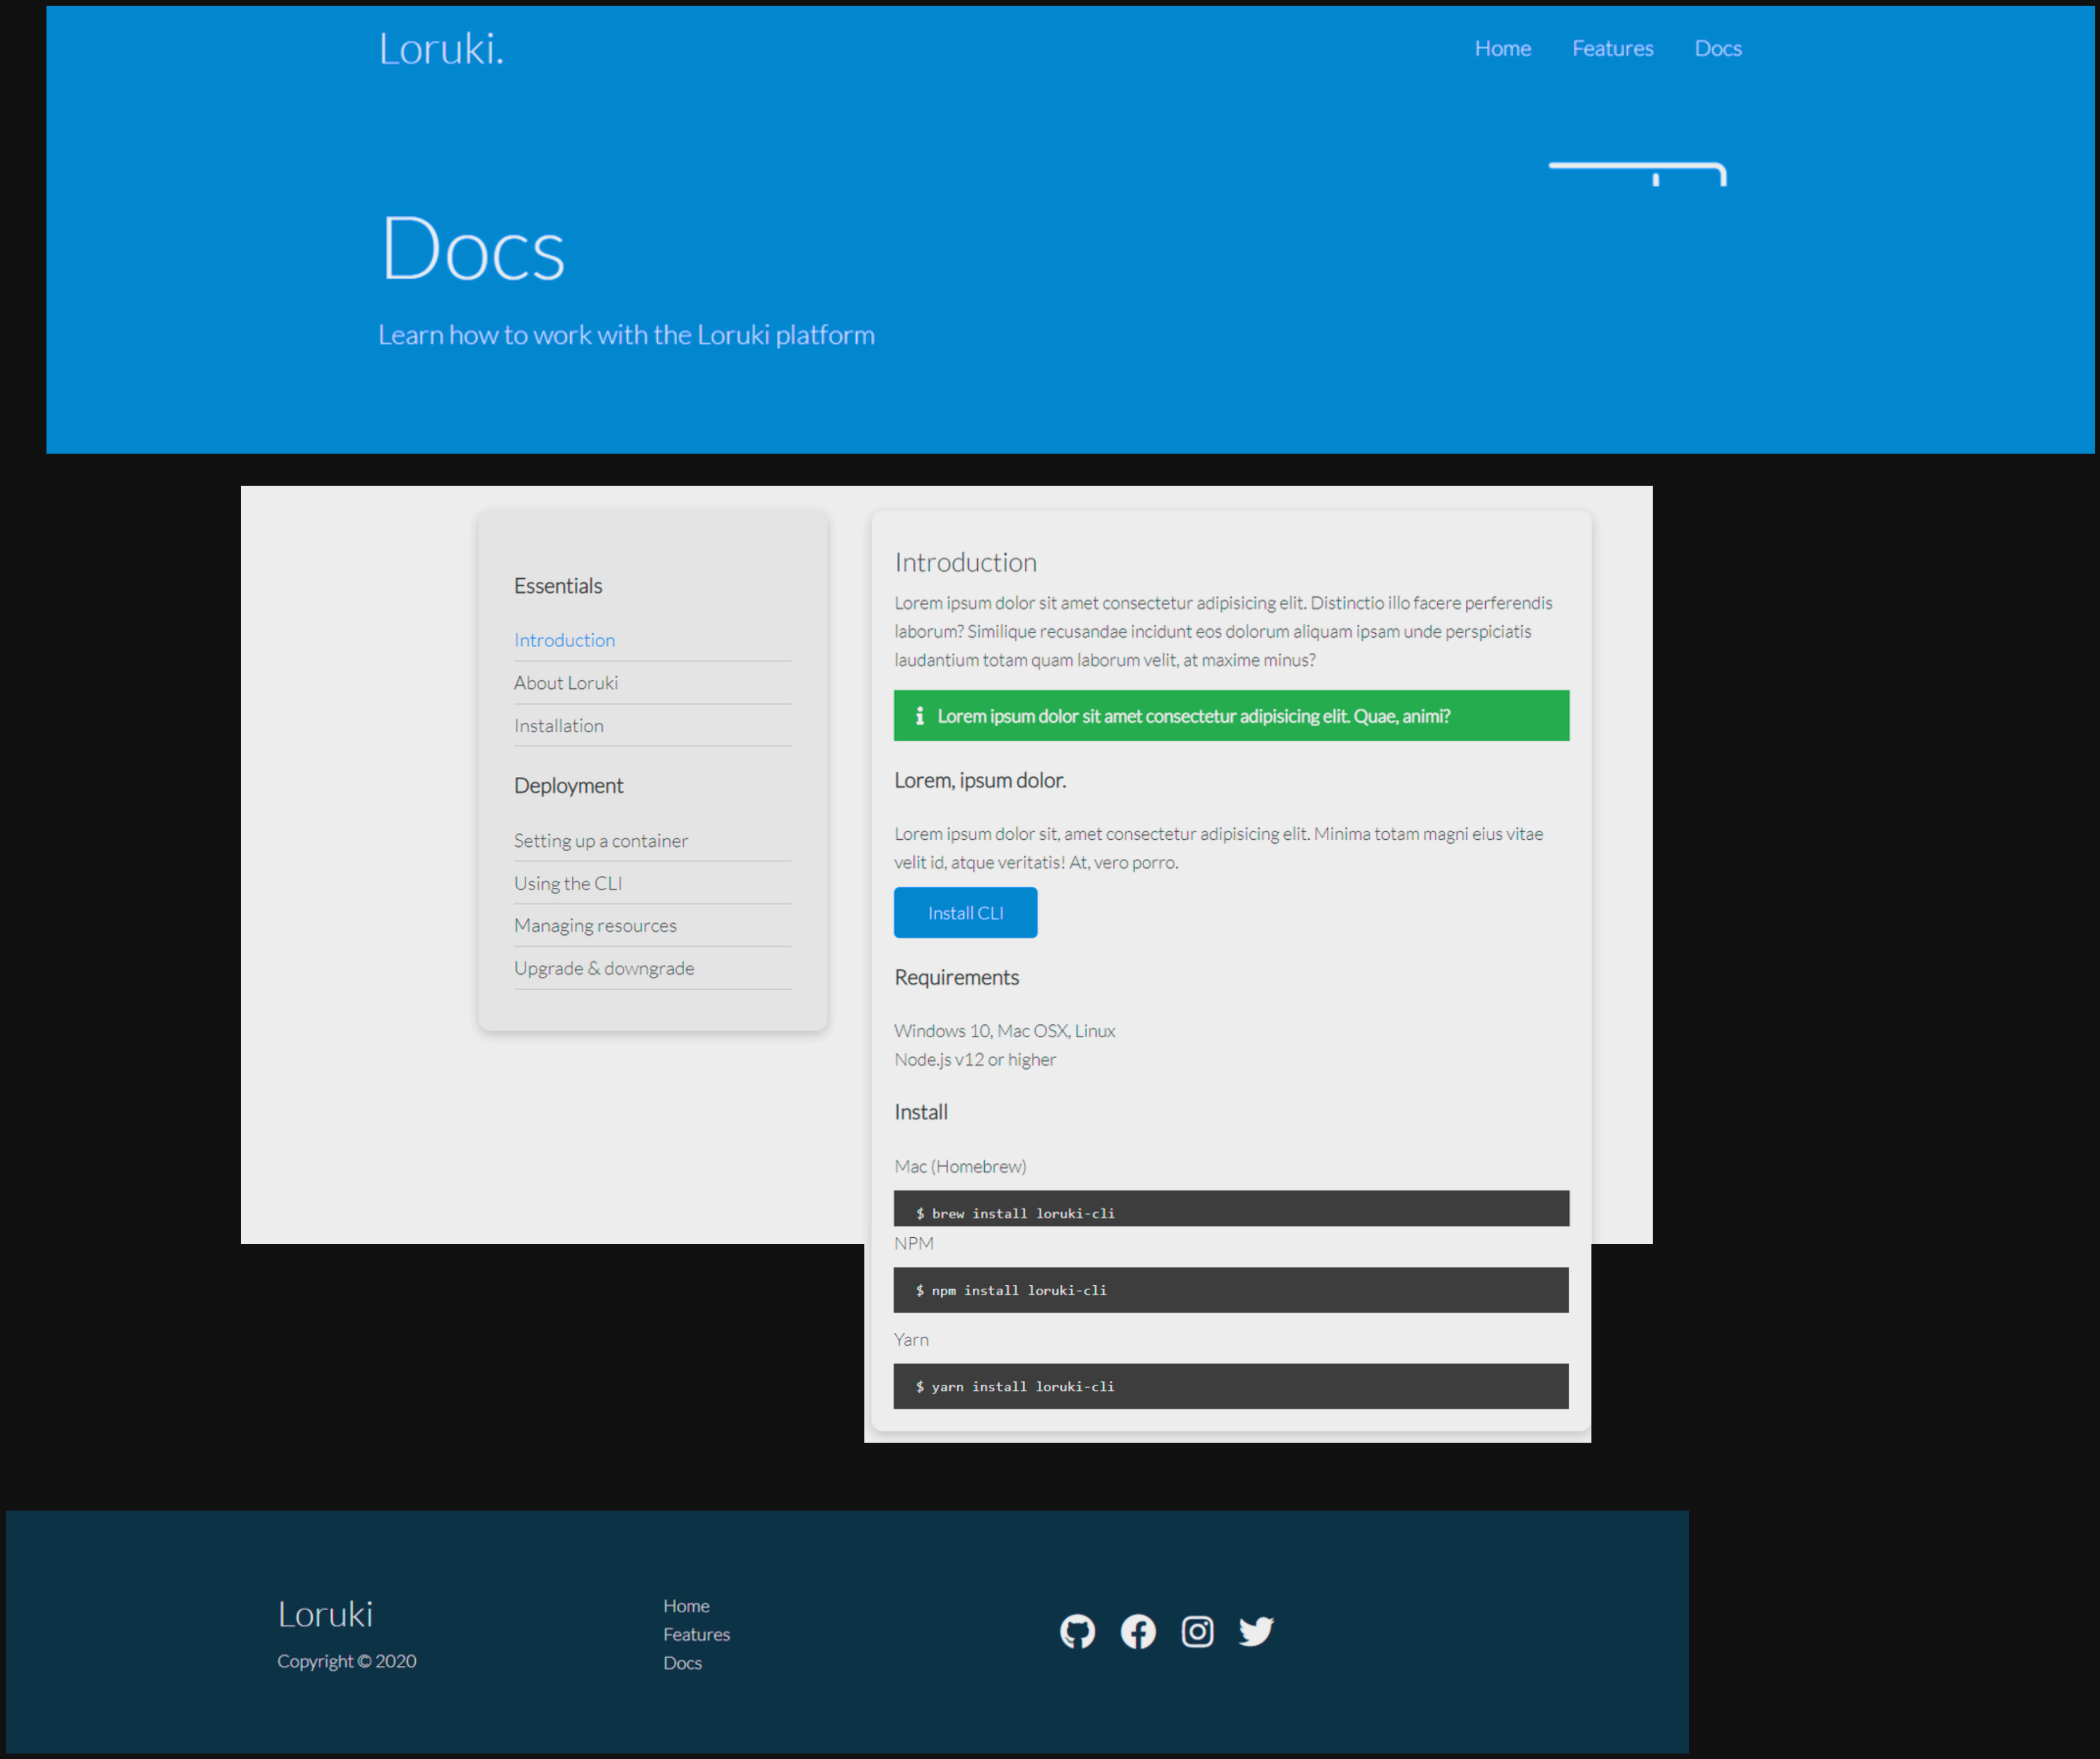 Loruki.
Home Features Docs
Docs
Learn how to work with the Loruki platform
Essentials
Introduction
About Loruki
Installation
Deployment
Setting up a container
Using the CLI
Managing resources
Upgrade & downgrade
Introduction
Lorem ipsum dolor sit amet consectetur adipisicing elit. Distinctio illo facere perferendis
laborum? Similique recusandae incidunt eos dolorum aliquam ipsam unde perspiciatis
laudantium totam quam laborum velit, at maxime minus?
Lorem ipsum dolor sit amet consectetur adipisicing elit. Quae, animi?
Lorem, ipsum dolor.
Lorem ipsum dolor sit, amet consectetur adipisicing elit. Minima totam magni eius vitae
velit id, atque veritatis! At, vero porro.
Install CLI
Requirements
Windows 10, Mac OSX, Linux
Node.js v12 or higher
Install
Mac (Homebrew)
$ brew install loruki-cli
NPM
$ npm install loruki-cli
Yarn
$ yarn install loruki-cli
Loruki
Copyright © 2020
Home
Features
Docs